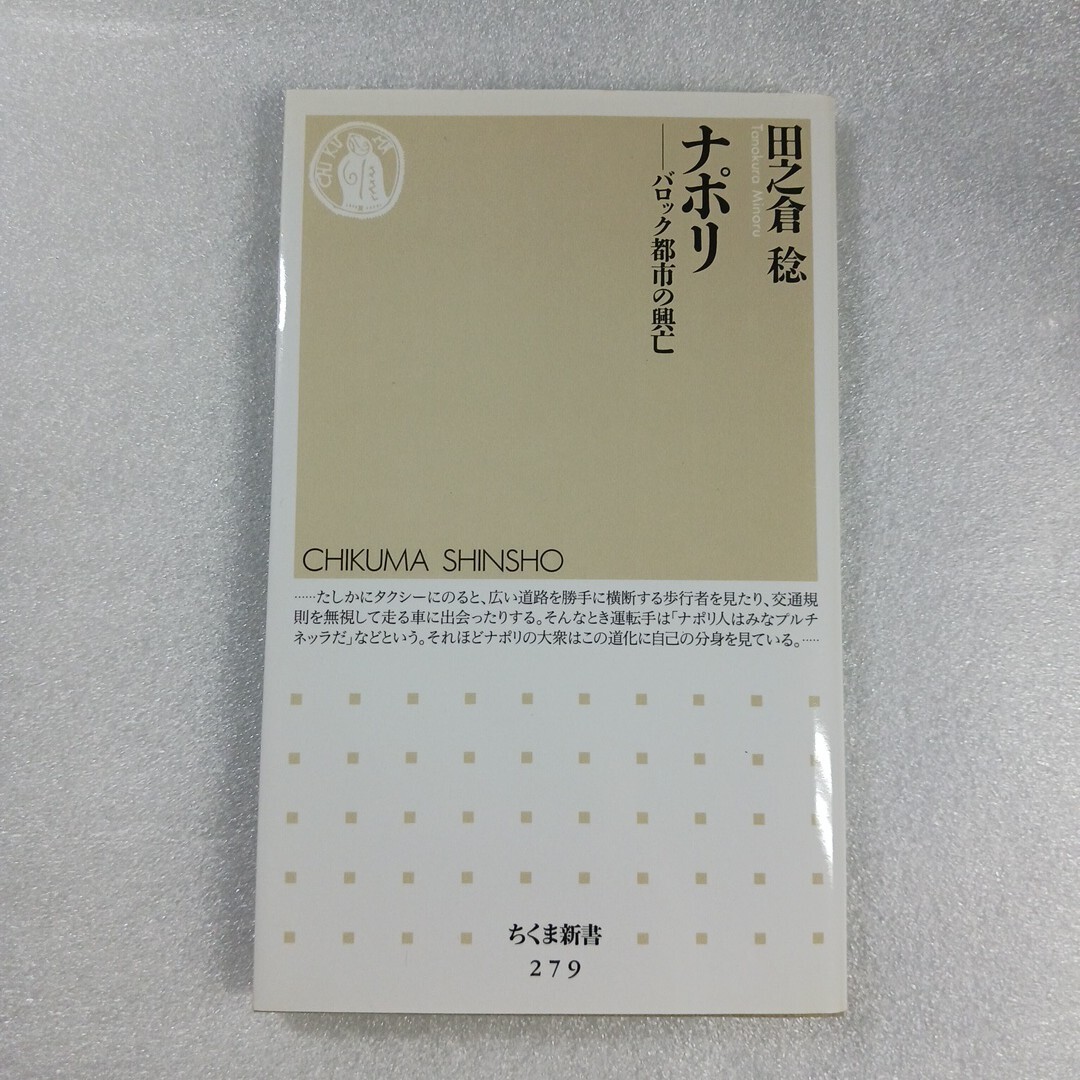 田之倉 稔
Tanokura Minoru
ナポリ
──バロック都市の興亡
CHI KU MA
CHIKUMA SHINSHO
……たしかにタクシーにのると、広い道路を勝手に横断する歩行者を見たり、交通規
則を無視して走る車に出会ったりする。そんなとき運転手は「ナポリ人はみなプルチ
ネッラだ」などという。それほどナポリの大衆はこの道化に自己の分身を見ている。……
ちくま新書
279